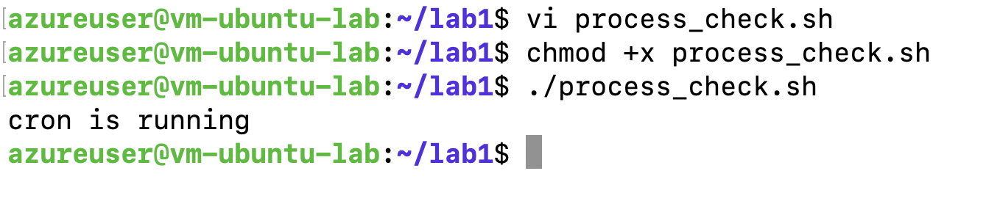 [azureuser@vm-ubuntu-lab:~/lab1$ vi process_check.sh
[azureuser@vm-ubuntu-lab:~/lab1$ chmod +x process_check.sh
[azureuser@vm-ubuntu-lab:~/lab1$ ./process_check.sh
cron is running
azureuser@vm-ubuntu-lab:~/lab1$